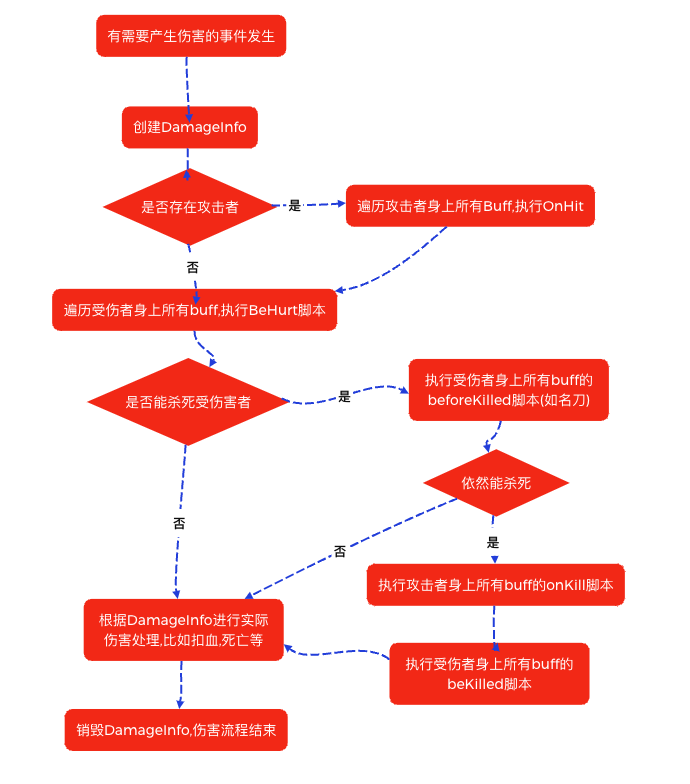 有需要产生伤害的事件发生
创建DamageInfo
是否存在攻击者
是
遍历攻击者身上所有Buff,执行OnHit
否
遍历受伤者身上所有buff,执行BeHurt脚本
是否能杀死受伤害者
是
执行受伤者身上所有buff的
beforeKilled脚本(如名刀)
依然能杀死
否
否
是
执行攻击者身上所有buff的onKill脚本
根据DamageInfo进行实际
伤害处理,比如扣血,死亡等
执行受伤者身上所有buff的
beKilled脚本
销毁DamageInfo,伤害流程结束